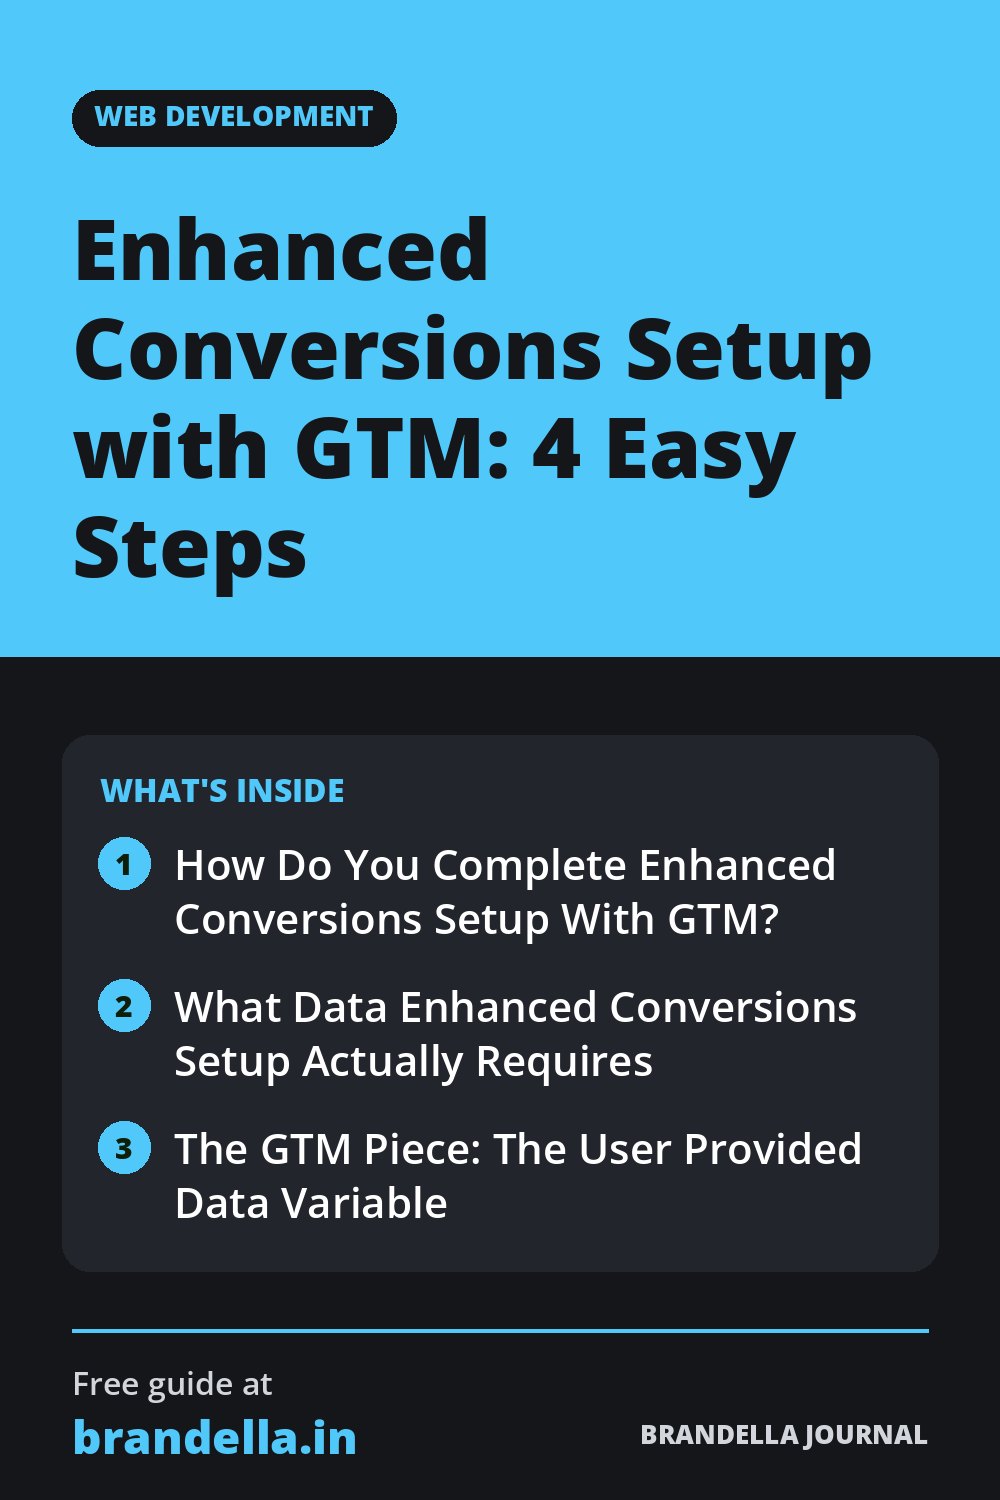 WEB DEVELOPMENT
Enhanced
Conversions Setup
with GTM: 4 Easy
Steps
WHAT'S INSIDE
1 How Do You Complete Enhanced
Conversions Setup With GTM?
2 What Data Enhanced Conversions
Setup Actually Requires
3 The GTM Piece: The User Provided
Data Variable
Free guide at
brandella.in
BRANDELLA JOURNAL